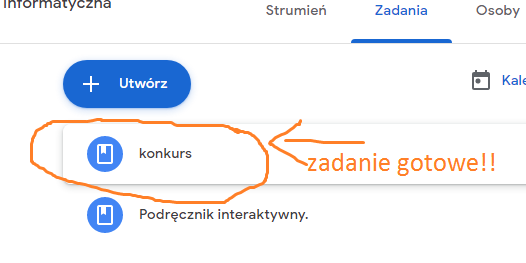 informatyczna
Strumień Zadania Osoby
Utwórz
Kale
konkurs
zadanie gotowe!!
Podręcznik interaktywny.